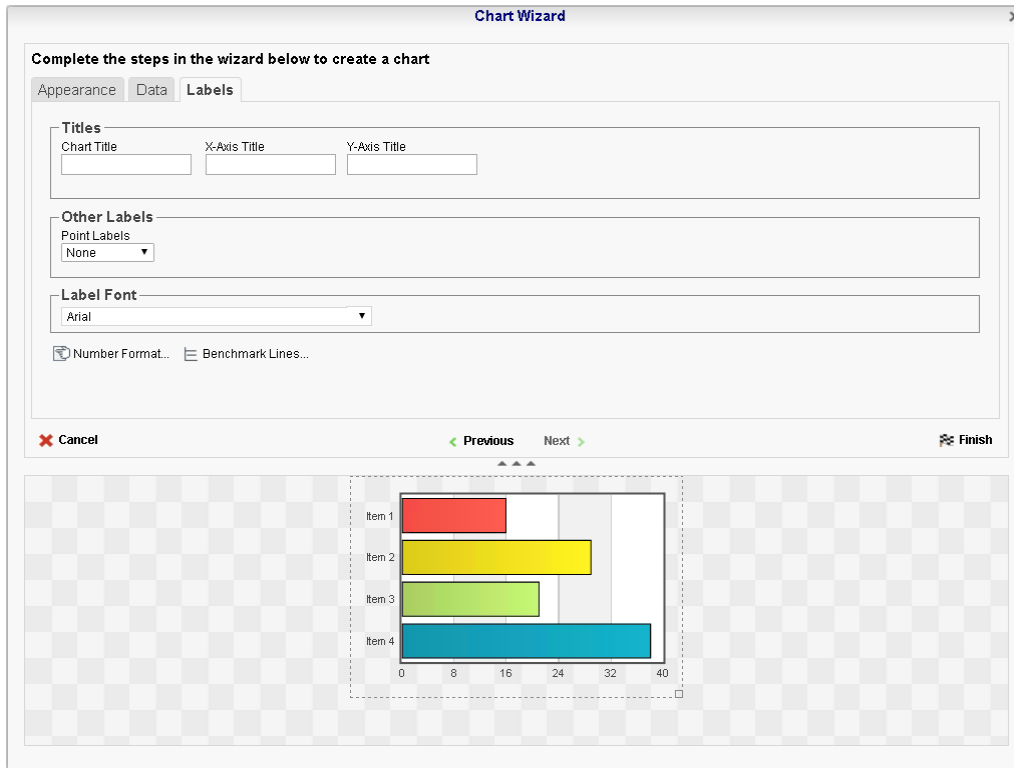 Chart Wizard
Complete the steps in the wizard below to create a chart
Appearance Data Labels
Titles
Chart Title X-Axis Title Y-Axis Title
Other Labels
Point Labels
None
Label Font
Arial
Number Format... Benchmark Lines...
Cancel Previous Next Finish
Item 1
Item 2
Item 3
Item 4
0 8 16 24 32 40